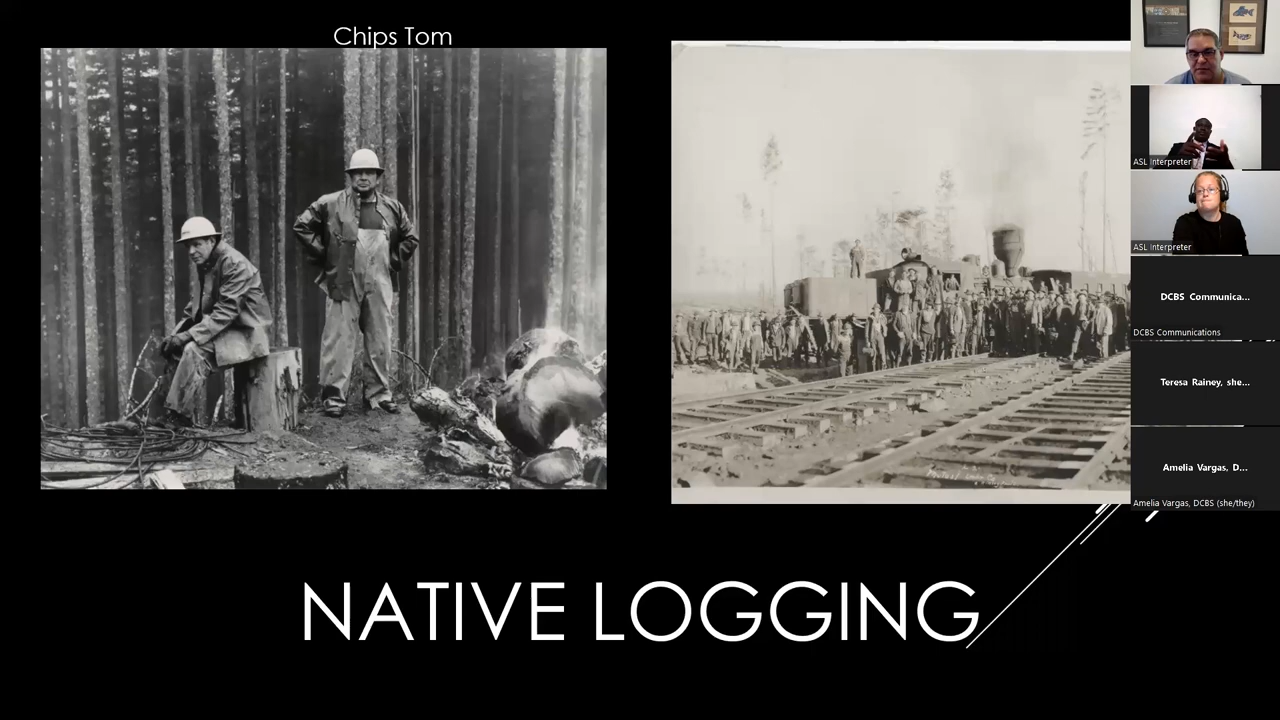 Chips Tom
NATIVE LOGGING
ASL Interpreter
ASL Interpreter
DCBS Communica...
DCBS Communications
Teresa Rainey, she...
Amelia Vargas, D...
Amelia Vargas, DCBS (she/they)